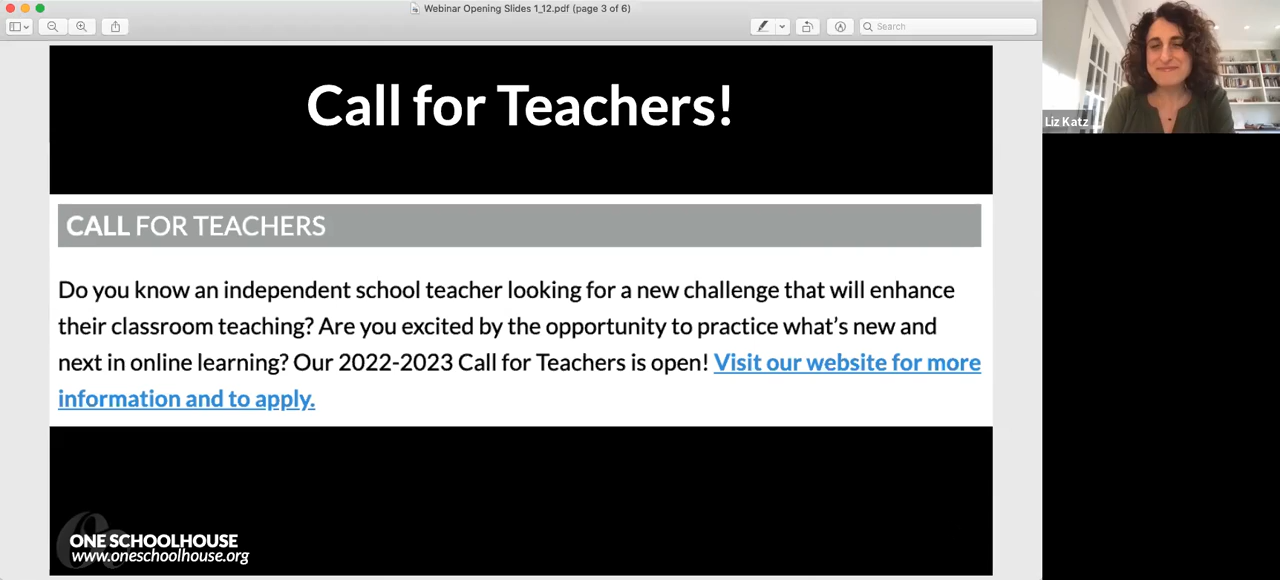 Webinar Opening Slides 1_12.pdf (page 3 of 6)
Search
Call for Teachers!
CALL FOR TEACHERS
Do you know an independent school teacher looking for a new challenge that will enhance
their classroom teaching? Are you excited by the opportunity to practice what's new and
next in online learning? Our 2022-2023 Call for Teachers is open! Visit our website for more
information and to apply.
ONE SCHOOLHOUSE
www.oneschoolhouse.org
Liz Katz